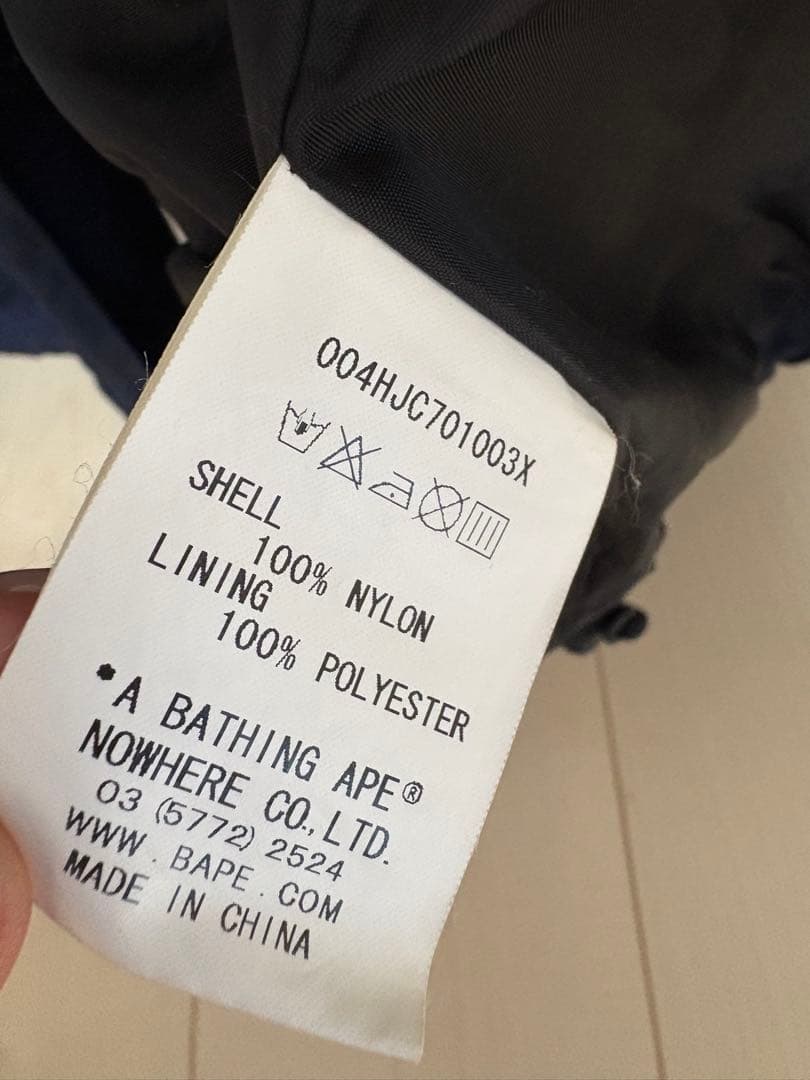 004HJC701003X
SHELL
100% NYLON
LINING
100% POLYESTER
*A BATHING APE®
NOWHERE CO.,LTD.
03 (5772) 2524
WWW.BAPE.COM
MADE IN CHINA